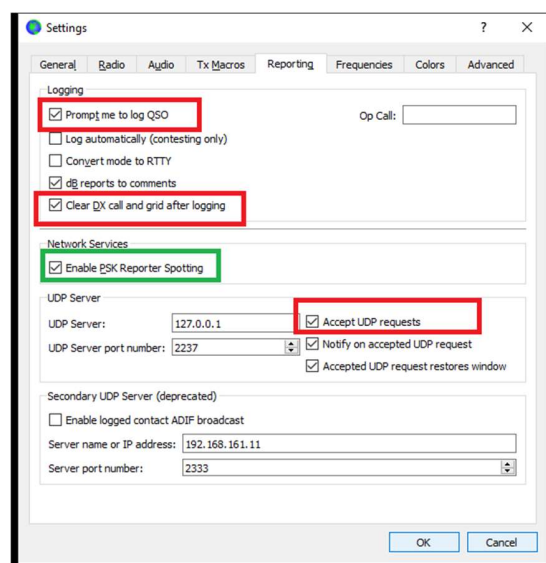 Settings
General Radio Audio Tx Macros Reporting Frequencies Colors Advanced
Logging
Prompt me to log QSO Op Call:
Log automatically (contesting only)
Convert mode to RTTY
dB reports to comments
Clear DX call and grid after logging
Network Services
Enable PSK Reporter Spotting
UDP Server
UDP Server: 127.0.0.1 Accept UDP requests
UDP Server port number: 2237 Notify on accepted UDP request
Accepted UDP request restores window
Secondary UDP Server (deprecated)
Enable logged contact ADIF broadcast
Server name or IP address: 192.168.161.11
Server port number: 2333
OK Cancel